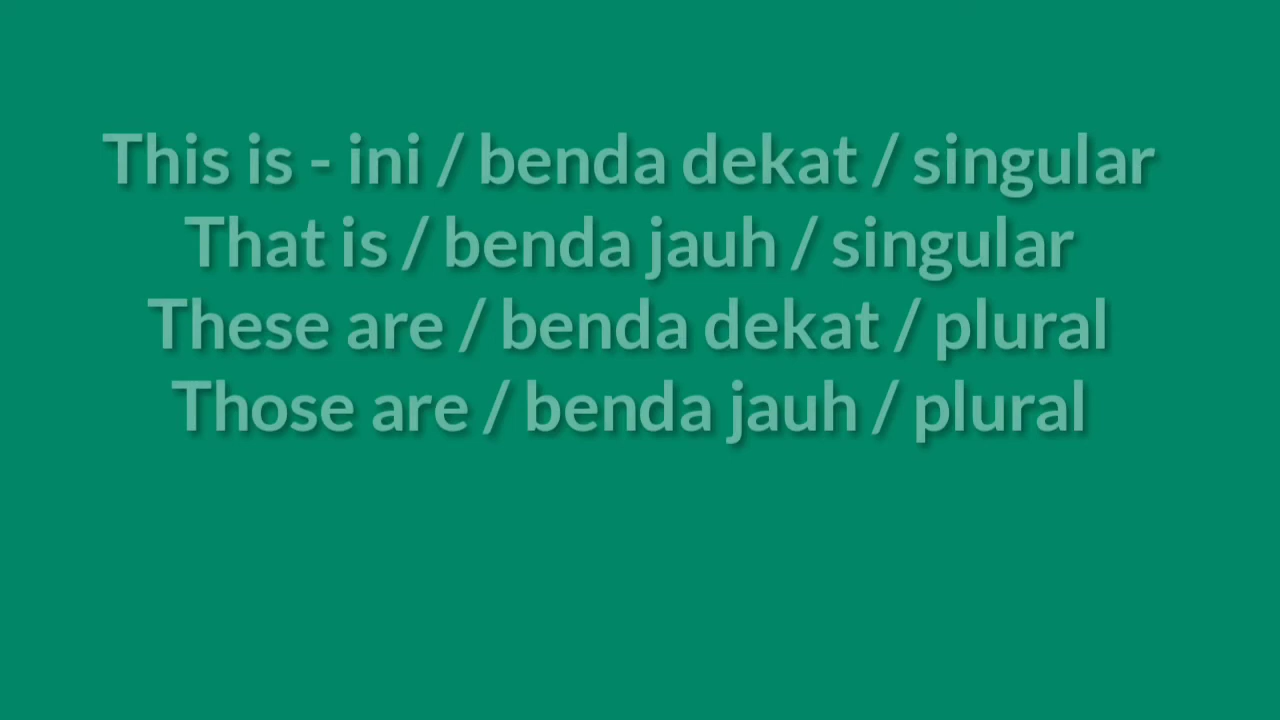 This is - ini / benda dekat / singular
That is / benda jauh / singular
These are / benda dekat / plural
Those are / benda jauh / plural